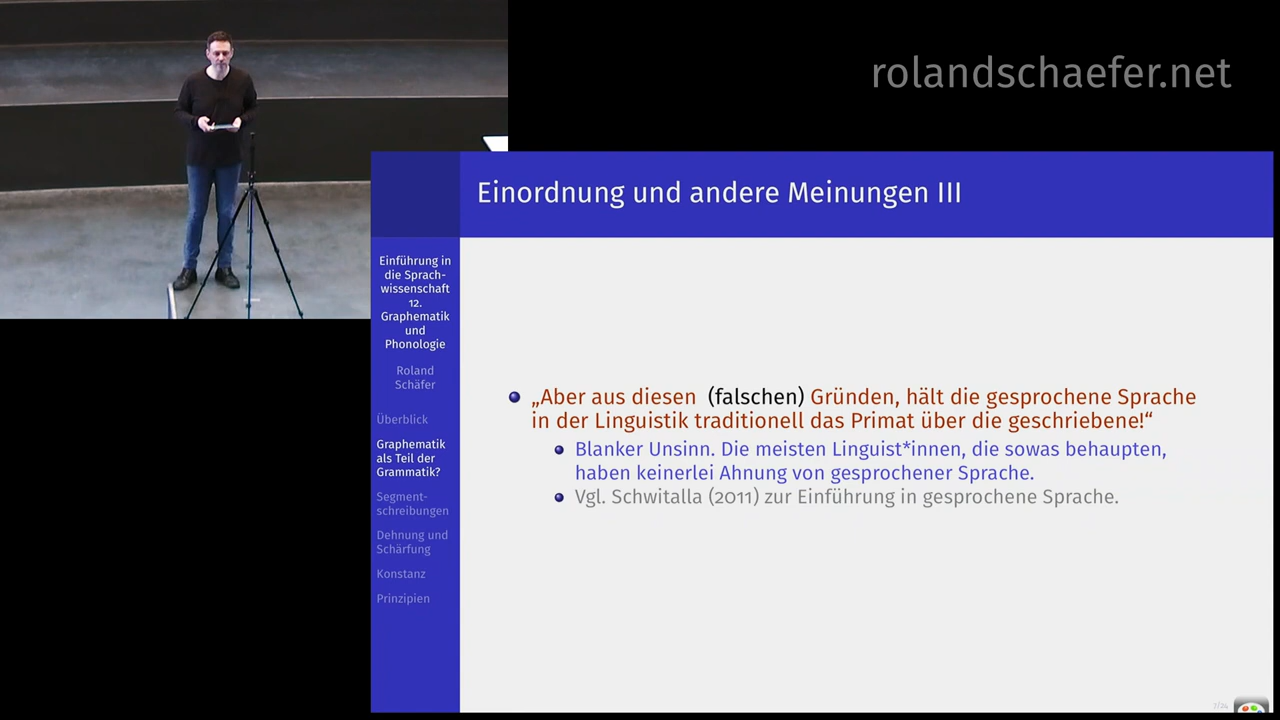 rolandschaefer.net
Einordnung und andere Meinungen III
Einführung in
die Sprach-
wissenschaft
12.
Graphematik
und
Phonologie
Roland
Schäfer
Überblick
Graphematik
als Teil der
Grammatik?
Segment-
schreibungen
Dehnung und
Schärfung
Konstanz
Prinzipien
„Aber aus diesen (falschen) Gründen, hält die gesprochene Sprache
in der Linguistik traditionell das Primat über die geschriebene!“
Blanker Unsinn. Die meisten Linguist*innen, die sowas behaupten,
haben keinerlei Ahnung von gesprochener Sprache.
Vgl. Schwitalla (2011) zur Einführung in gesprochene Sprache.
7/24